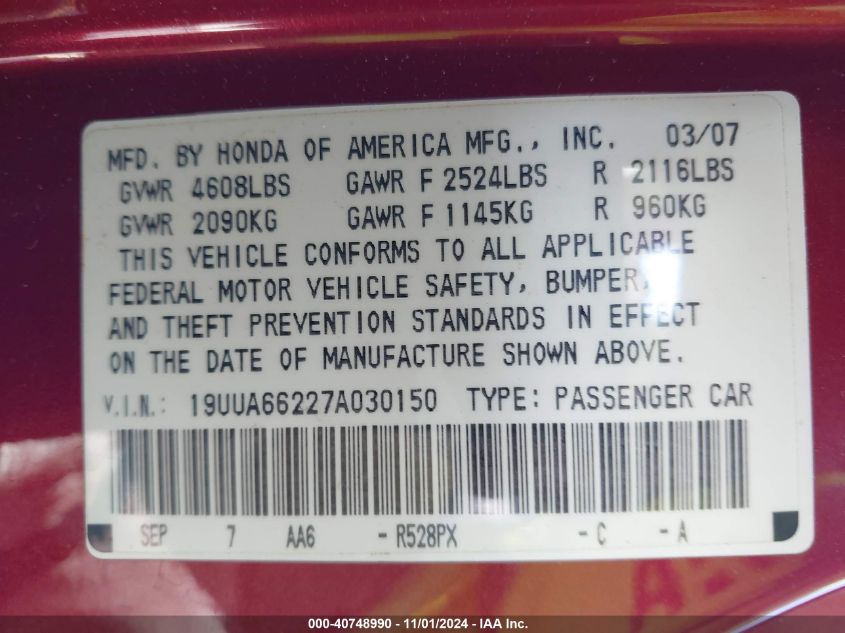 MFD. BY HONDA OF AMERICA MFG., INC. 03/07
GVWR 4608LBS GAWR F 2524LBS R 2116LBS
GVWR 2090KG GAWR F 1145KG R 960KG
THIS VEHICLE CONFORMS TO ALL APPLICABLE
FEDERAL MOTOR VEHICLE SAFETY, BUMPER,
AND THEFT PREVENTION STANDARDS IN EFFECT
ON THE DATE OF MANUFACTURE SHOWN ABOVE.
V.I.N.: 19UUA66227A030150 TYPE: PASSENGER CAR
SEP 7 AA6 - R528PX - C - A
000-40748990 - 11/01/2024 - IAA Inc.